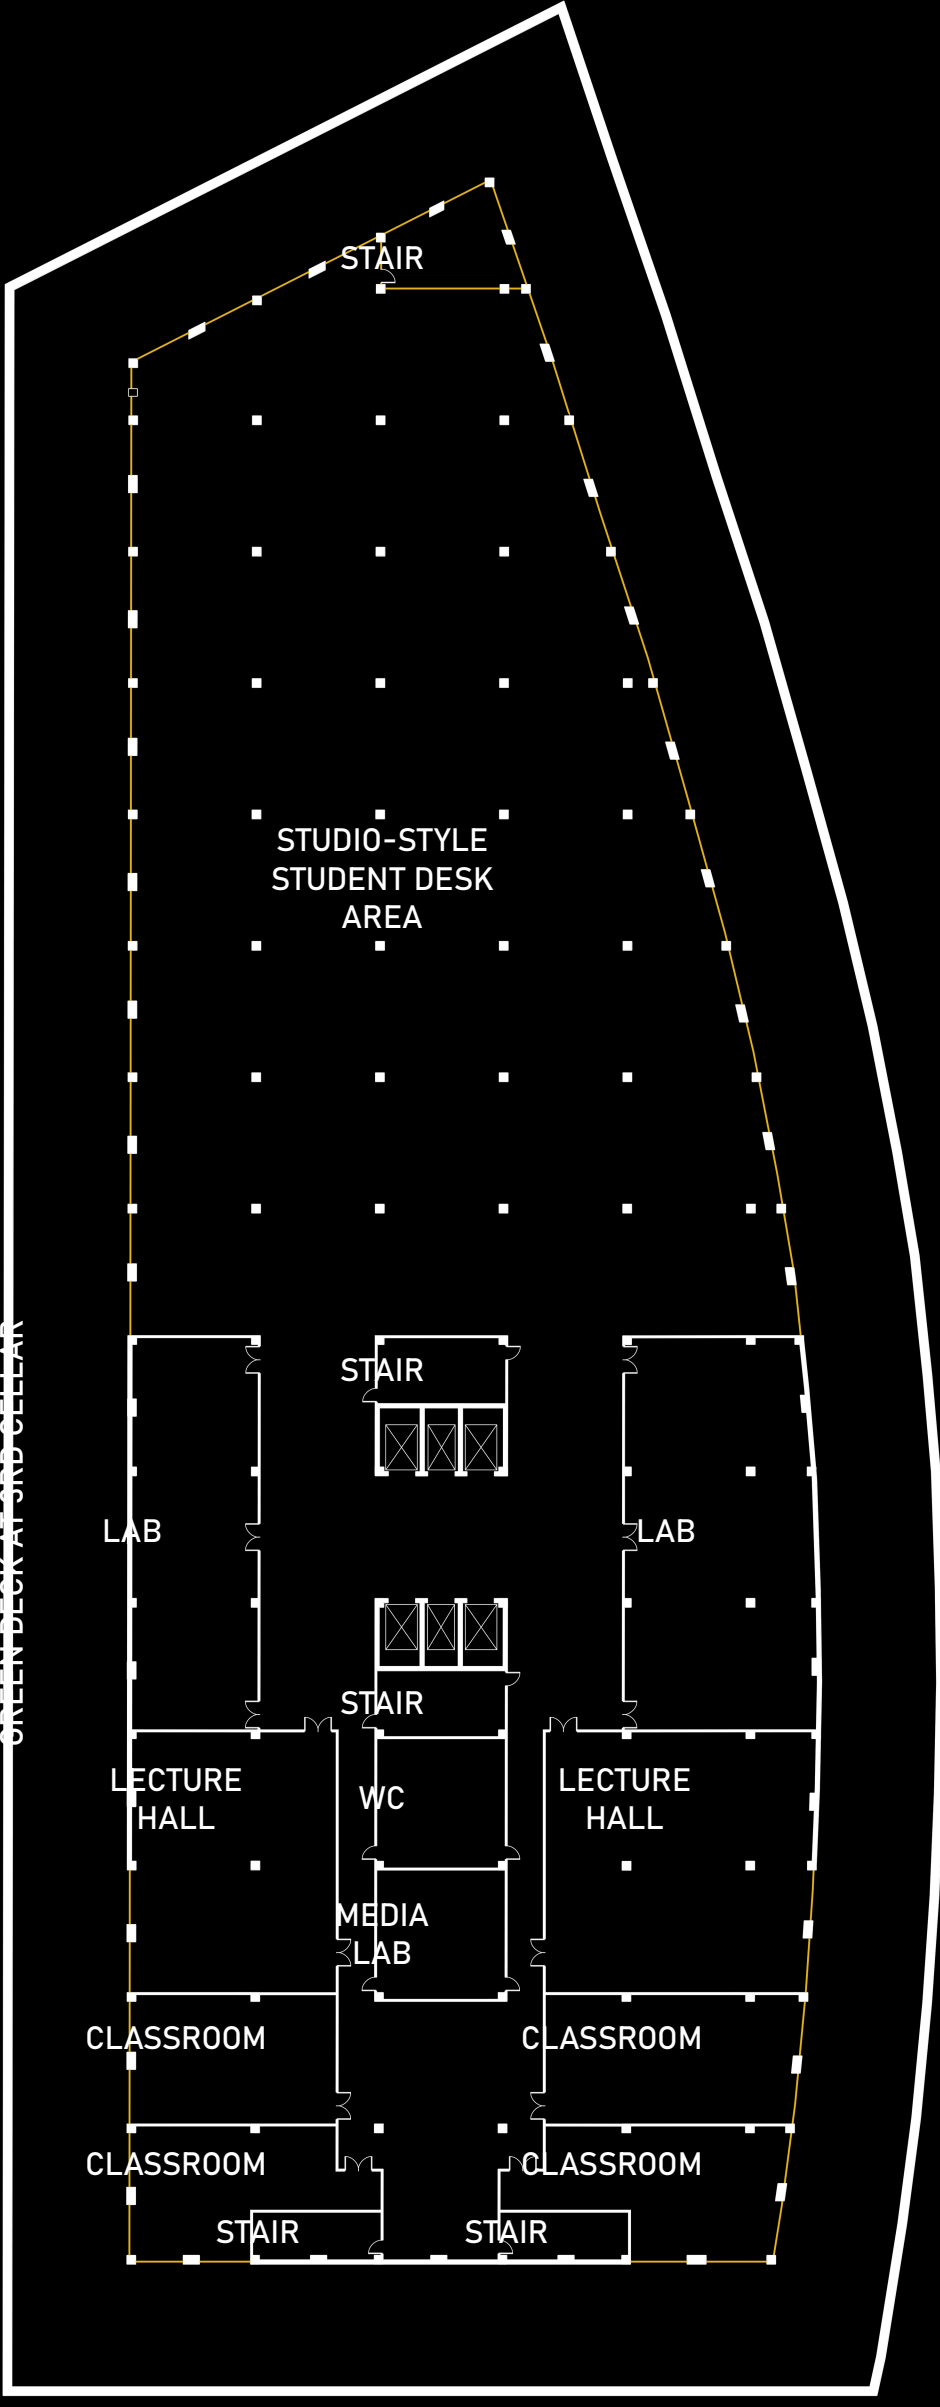 STAIR
STUDIO-STYLE
STUDENT DESK
AREA
STAIR
GREEN DECK AT 3RD CELLAR
LAB
LAB
STAIR
LECTURE
HALL
WC
LECTURE
HALL
MEDIA
LAB
CLASSROOM
CLASSROOM
CLASSROOM
CLASSROOM
STAIR
STAIR